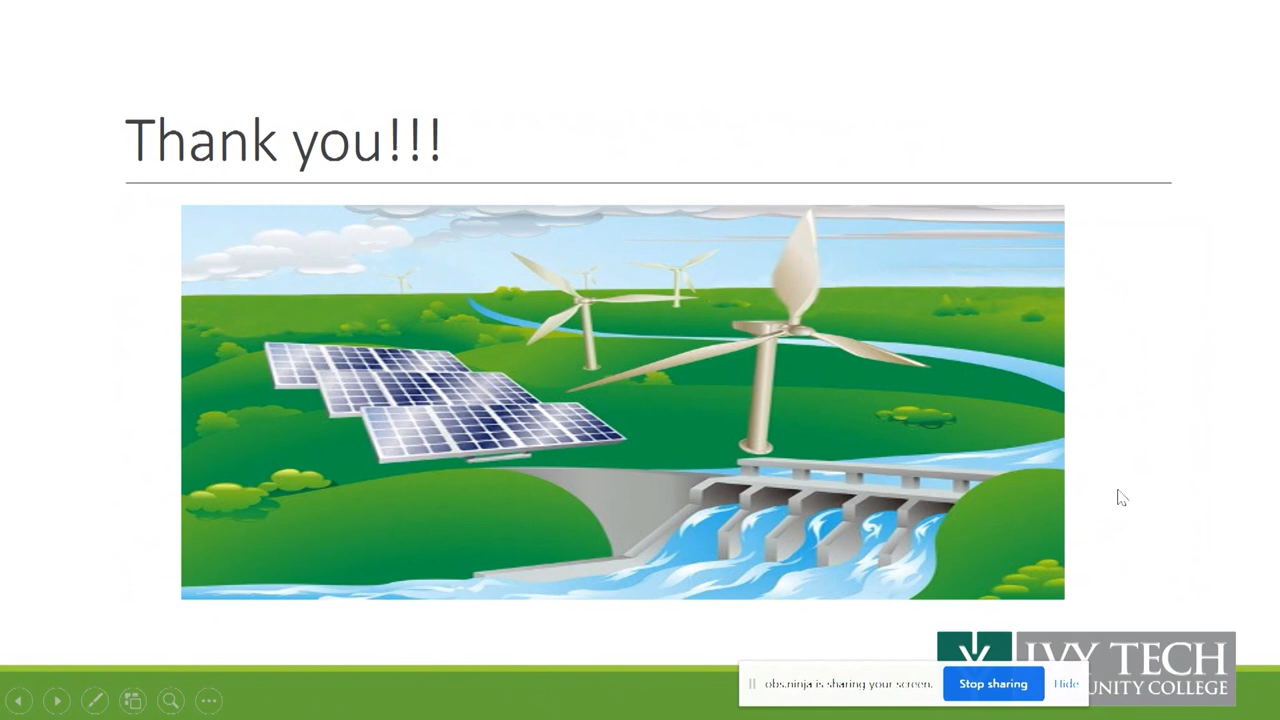 Thank you!!!
IVY TECH
obs.ninja is sharing your screen.
Stop sharing
Hide
UNITY COLLEGE